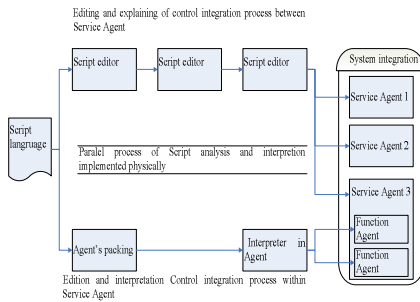 Editing and explaining of control integration process between
Service Agent
Script editor
Script editor
Script editor
System integration
Service Agent 1
Script
langruage
Service Agent 2
Paralel process of Script analysis and interpretion
implemented physically
Service Agent 3
Agent's packing
Interpreter in
Agent
Function
Agent
Function
Agent
Edition and interpretation Control integration process within
Service Agent